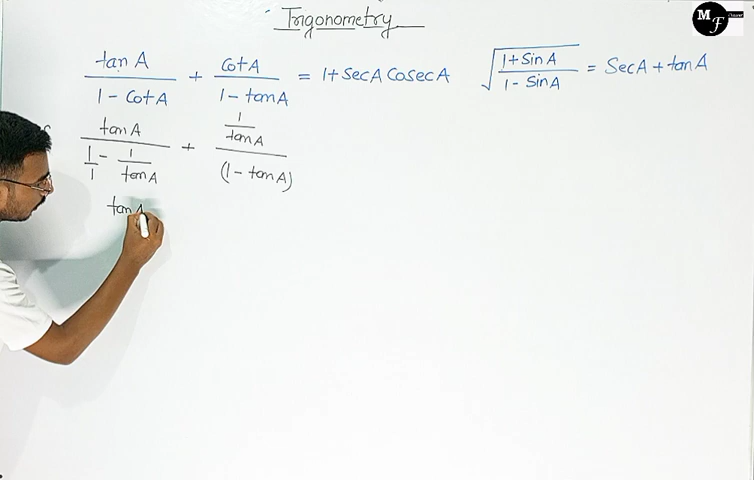 Trigonometry
MF
tan A / (1 - Cot A) + Cot A / (1 - tan A) = 1 + Sec A Cosec A
√((1 + Sin A) / (1 - Sin A)) = Sec A + tan A
tan A / (1/1 - 1/tan A) + (1/tan A) / (1 - tan A)
tan A